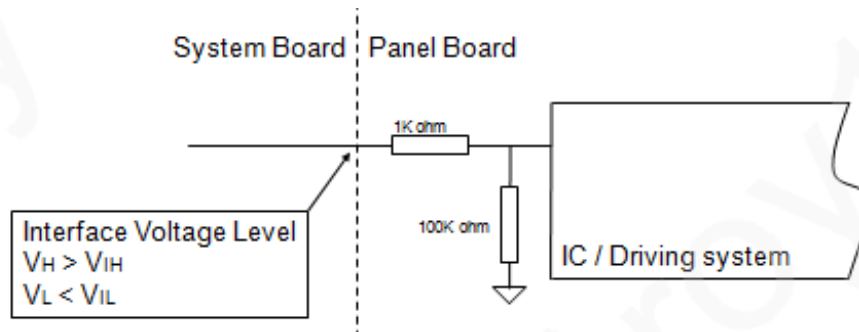 System Board
Panel Board
1K ohm
100K ohm
Interface Voltage Level
VH > VIH
VL < VIL
IC / Driving system